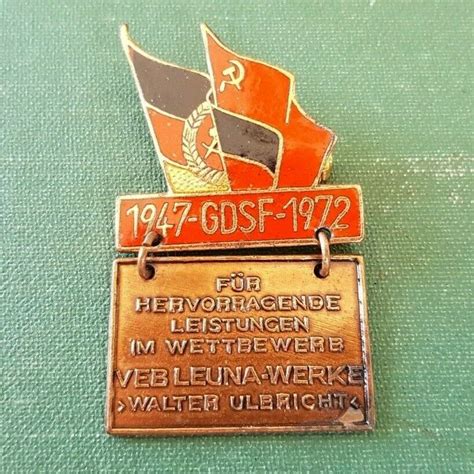 1947-GDSF-1972
FÜR
HERVORRAGENDE
LEISTUNGEN
IM WETTBEWERB
VEB LEUNA-WERKE
›WALTER ULBRICHT‹